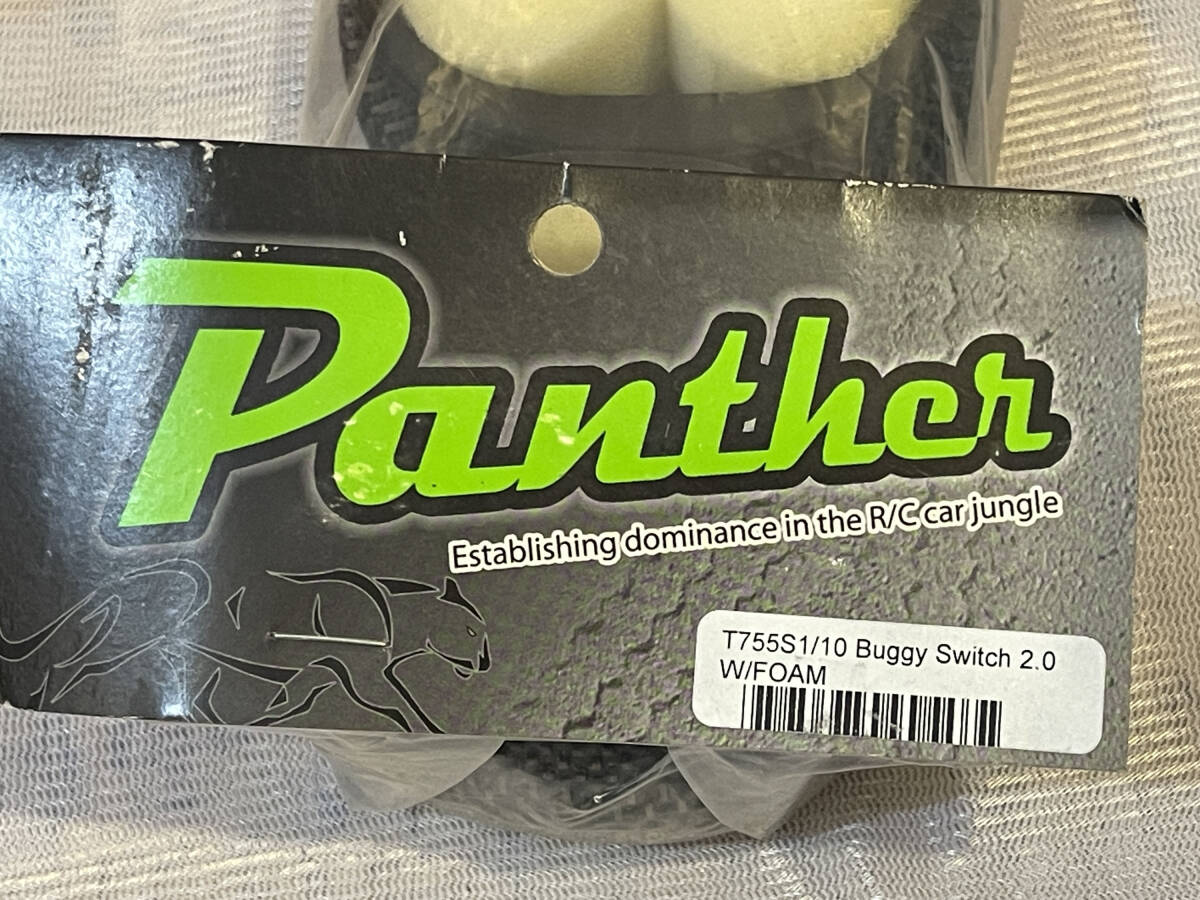 Panther
Establishing dominance in the R/C car jungle
T755S1/10 Buggy Switch 2.0
W/FOAM